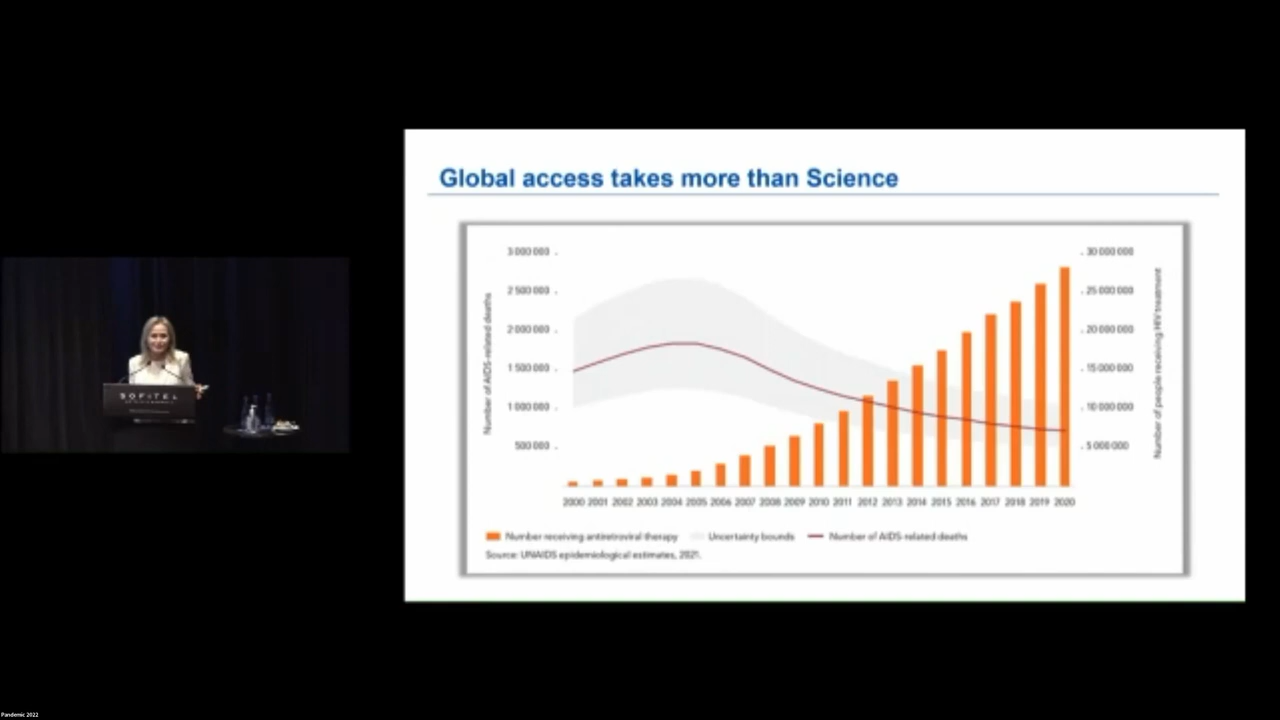 Global access takes more than Science
3 000 000
2 500 000
2 000 000
1 500 000
1 000 000
500 000
Number of AIDS-related deaths
30 000 000
25 000 000
20 000 000
15 000 000
10 000 000
5 000 000
Number of people receiving HIV treatment
2000 2001 2002 2003 2004 2005 2006 2007 2008 2009 2010 2011 2012 2013 2014 2015 2016 2017 2018 2019 2020
Number receiving antiretroviral therapy Uncertainty bounds Number of AIDS-related deaths
Source: UNAIDS epidemiological estimates, 2021.
SOFITEL
Pandemic 2022